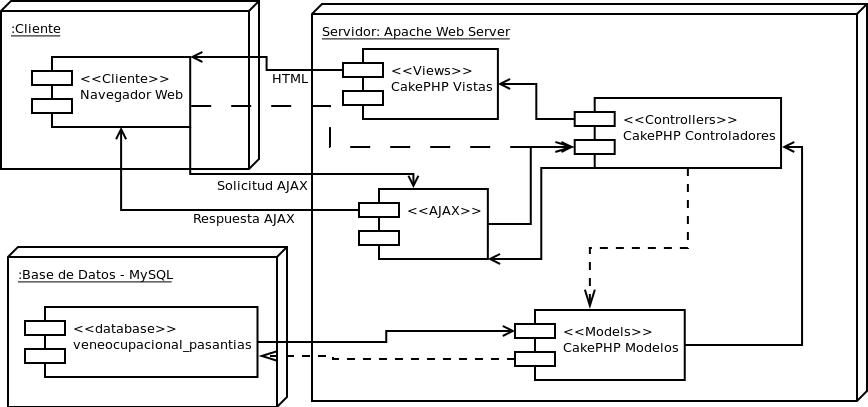 :Cliente
<<Cliente>>
Navegador Web
Servidor: Apache Web Server
<<Views>>
CakePHP Vistas
HTML
<<Controllers>>
CakePHP Controladores
Solicitud AJAX
Respuesta AJAX
<<AJAX>>
:Base de Datos - MySQL
<<database>>
veneocupacional_pasantias
<<Models>>
CakePHP Modelos